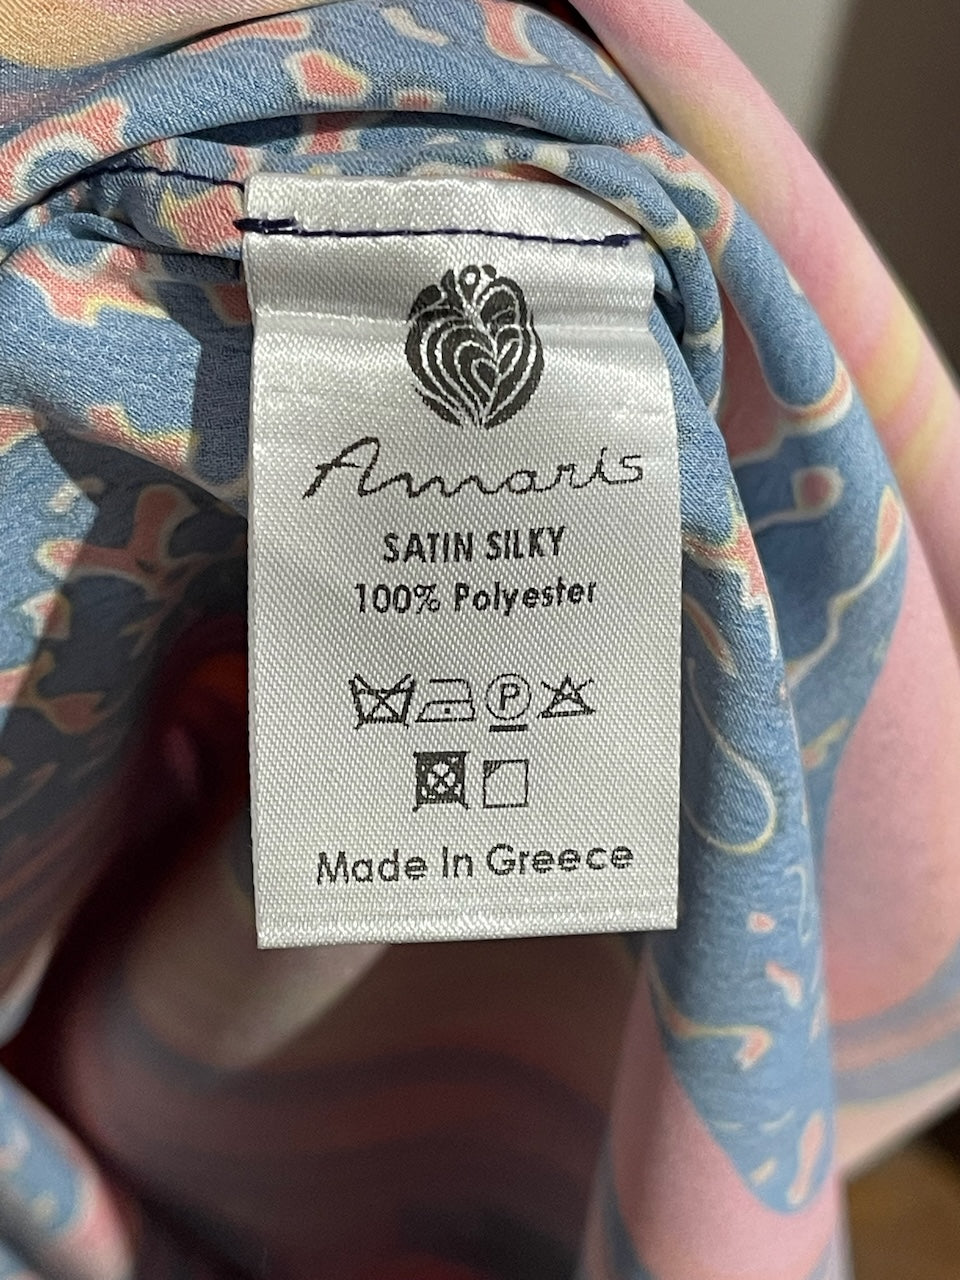 Amaris
SATIN SILKY
100% Polyester
P
Made In Greece